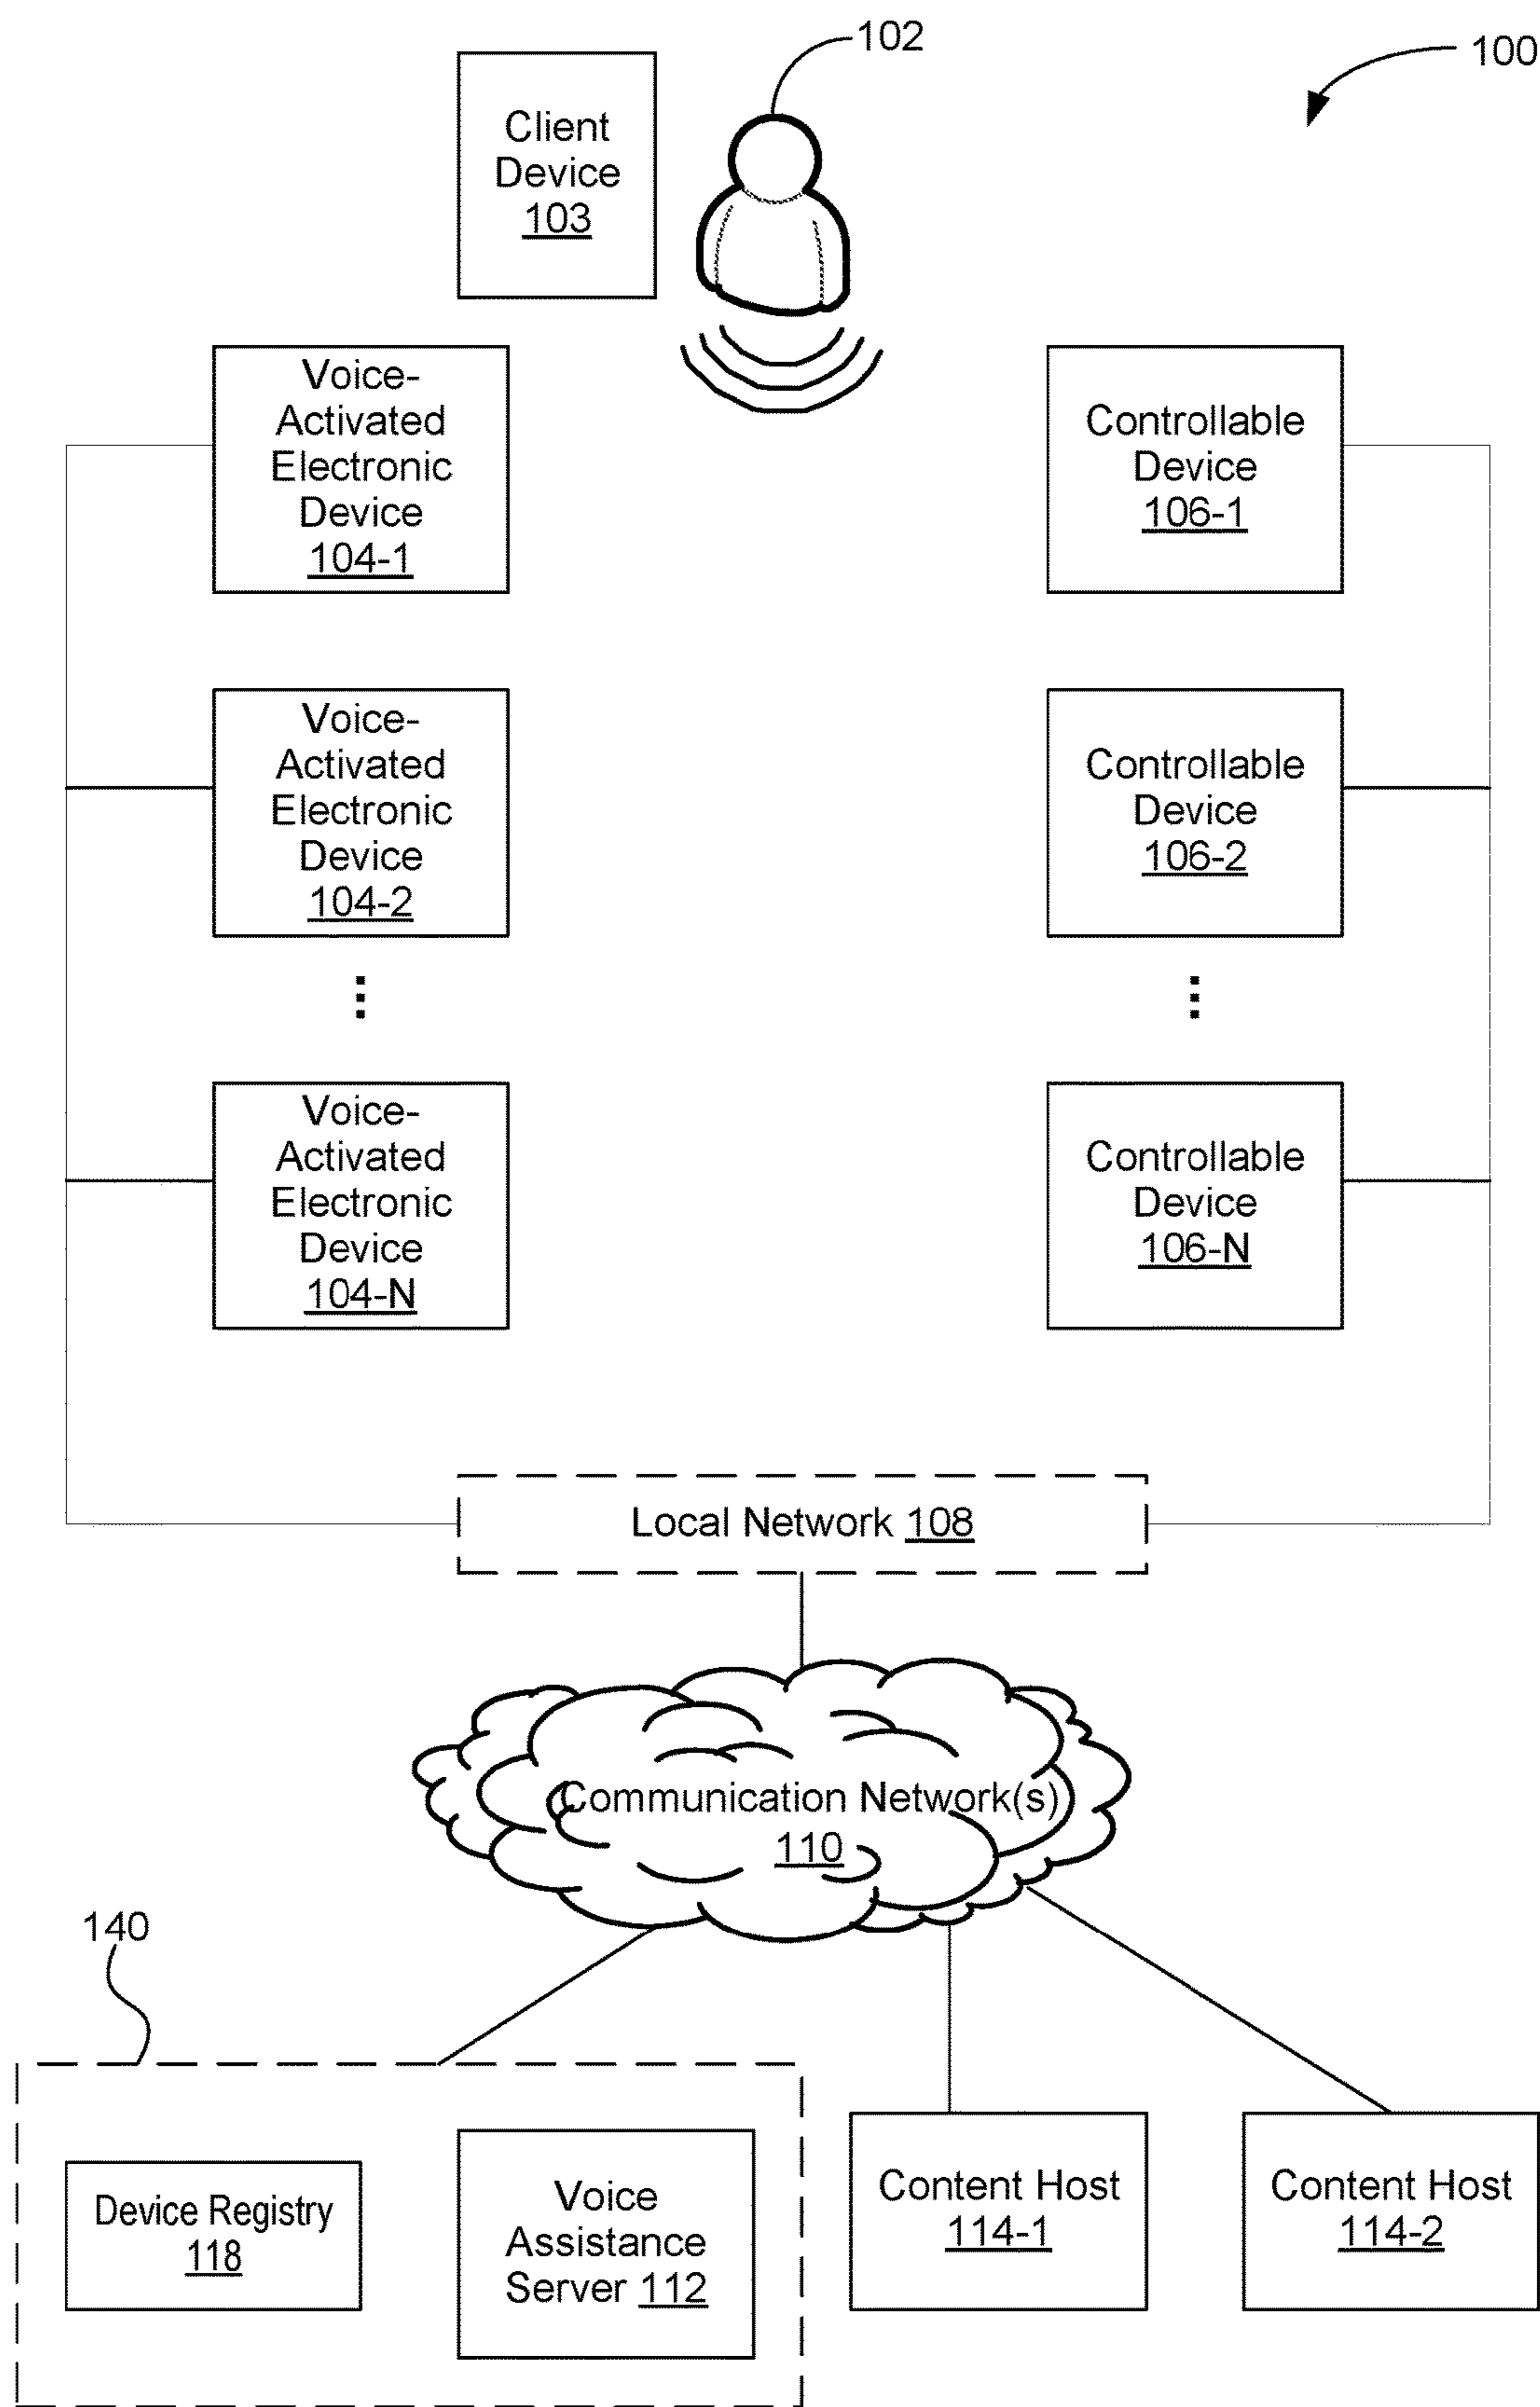 102
100
Client
Device
103
Voice-
Activated
Electronic
Device
104-1
Controllable
Device
106-1
Voice-
Activated
Electronic
Device
104-2
Controllable
Device
106-2
Voice-
Activated
Electronic
Device
104-N
Controllable
Device
106-N
Local Network 108
Communication Network(s)
110
140
Device Registry
118
Voice
Assistance
Server 112
Content Host
114-1
Content Host
114-2